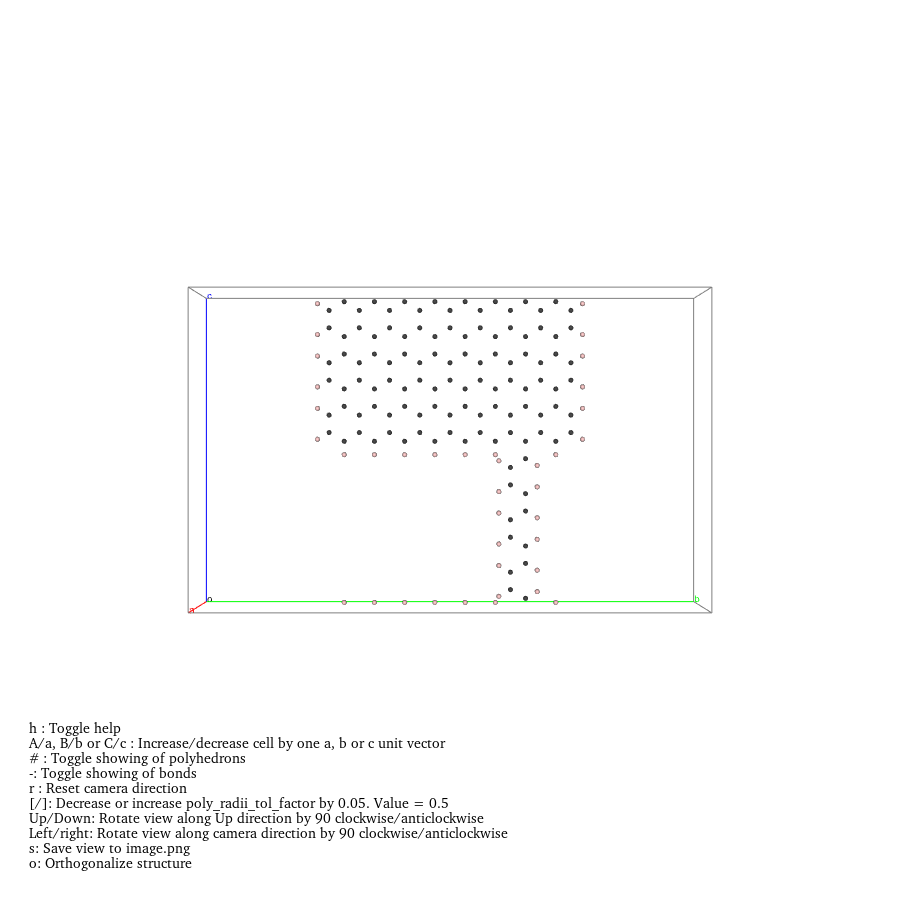 c
o
a
b
h : Toggle help
A/a, B/b or C/c : Increase/decrease cell by one a, b or c unit vector
# : Toggle showing of polyhedrons
-: Toggle showing of bonds
r : Reset camera direction
[/]: Decrease or increase poly_radii_tol_factor by 0.05. Value = 0.5
Up/Down: Rotate view along Up direction by 90 clockwise/anticlockwise
Left/right: Rotate view along camera direction by 90 clockwise/anticlockwise
s: Save view to image.png
o: Orthogonalize structure